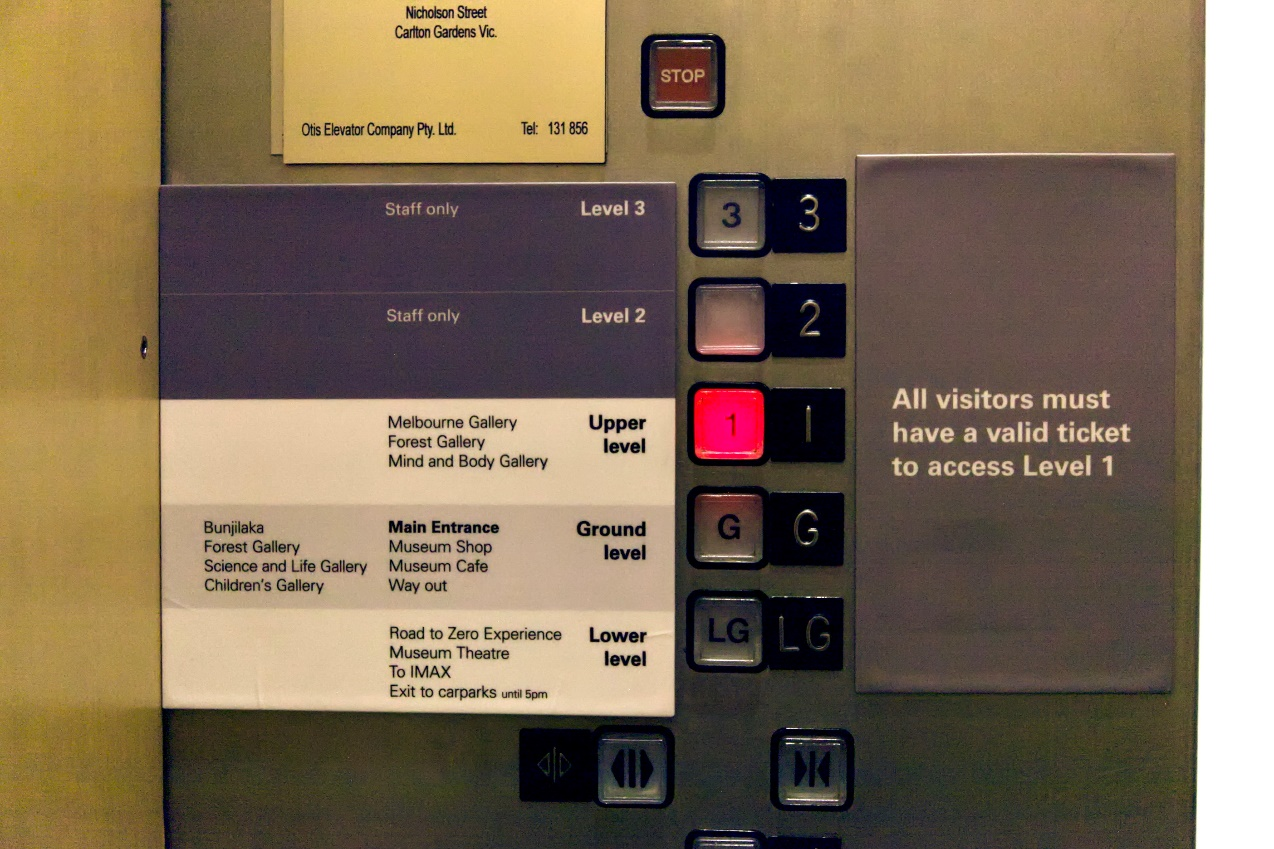 Nicholson Street
Carlton Gardens Vic.
Otis Elevator Company Pty. Ltd. Tel: 131 856
STOP
Staff only Level 3
3 3
Staff only Level 2
2
Melbourne Gallery Upper
Forest Gallery level
Mind and Body Gallery
1 1
All visitors must
have a valid ticket
to access Level 1
Bunjilaka Main Entrance Ground
Forest Gallery Museum Shop level
Science and Life Gallery Museum Cafe
Children's Gallery Way out
G G
Road to Zero Experience Lower
Museum Theatre level
To IMAX
Exit to carparks until 5pm
LG LG